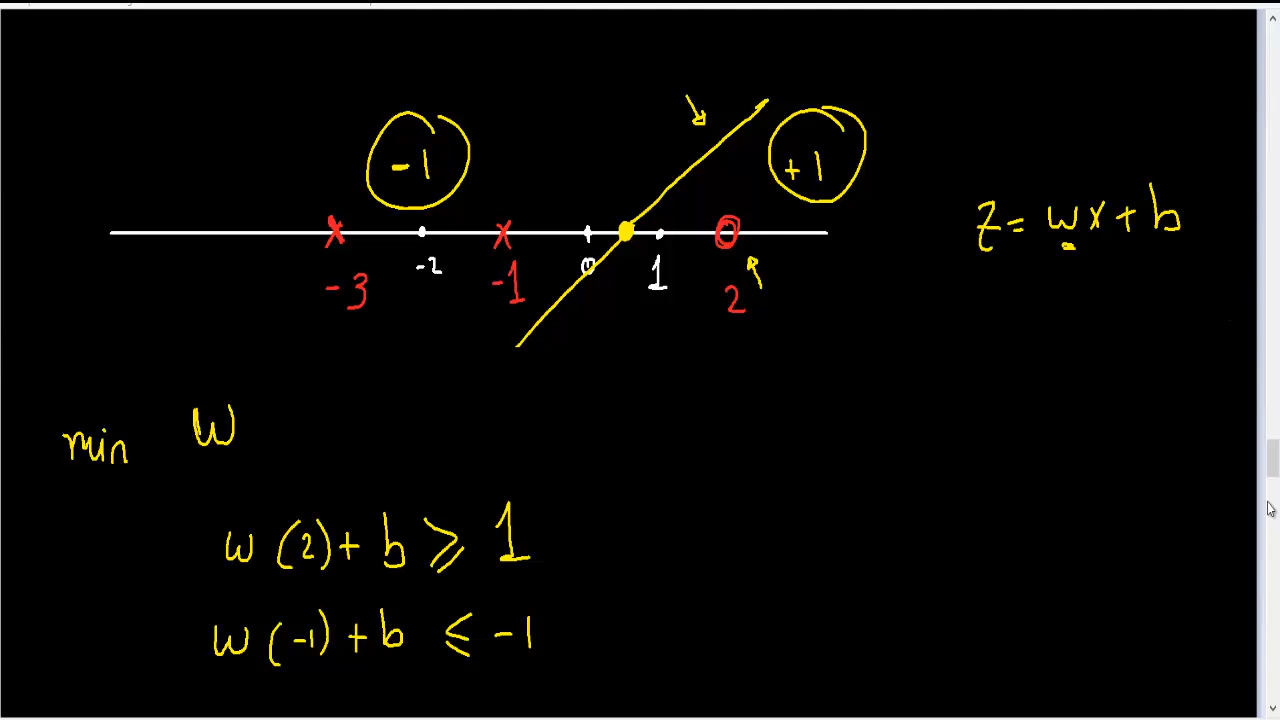 -1
+1
z = wx + b
-3 -2 -1 0 1 2
min w
w(2) + b ⩾ 1
w(-1) + b ⩽ -1